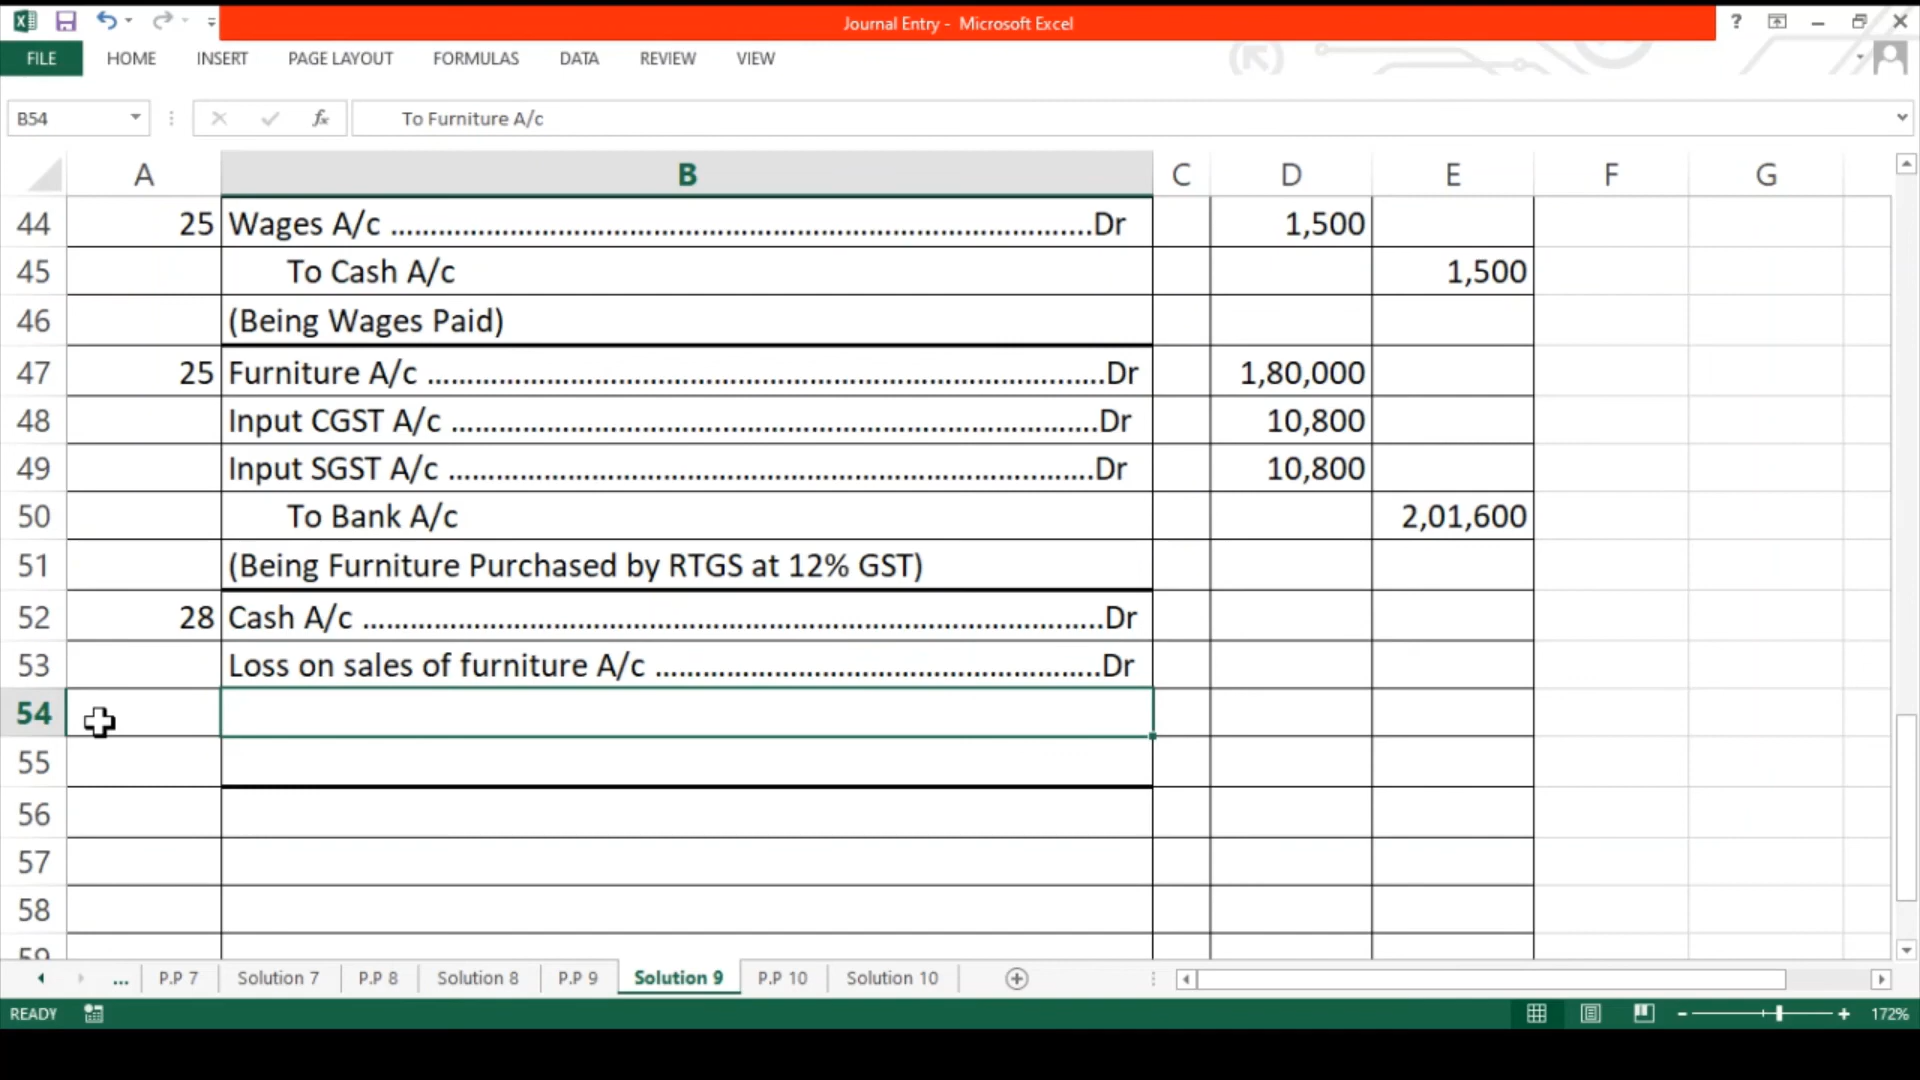 Journal Entry - Microsoft Excel
?
FILE HOME INSERT PAGE LAYOUT FORMULAS DATA REVIEW VIEW
B54 fx To Furniture A/c
A B C D E F G
44 25 Wages A/c ..........................................................................................Dr 1,500
45 To Cash A/c 1,500
46 (Being Wages Paid)
47 25 Furniture A/c ......................................................................................Dr 1,80,000
48 Input CGST A/c ..................................................................................Dr 10,800
49 Input SGST A/c ..................................................................................Dr 10,800
50 To Bank A/c 2,01,600
51 (Being Furniture Purchased by RTGS at 12% GST)
52 28 Cash A/c ..............................................................................................Dr
53 Loss on sales of furniture A/c .........................................................Dr
54
55
56
57
58
59
... P.P 7 Solution 7 P.P 8 Solution 8 P.P 9 Solution 9 P.P 10 Solution 10
READY 172%